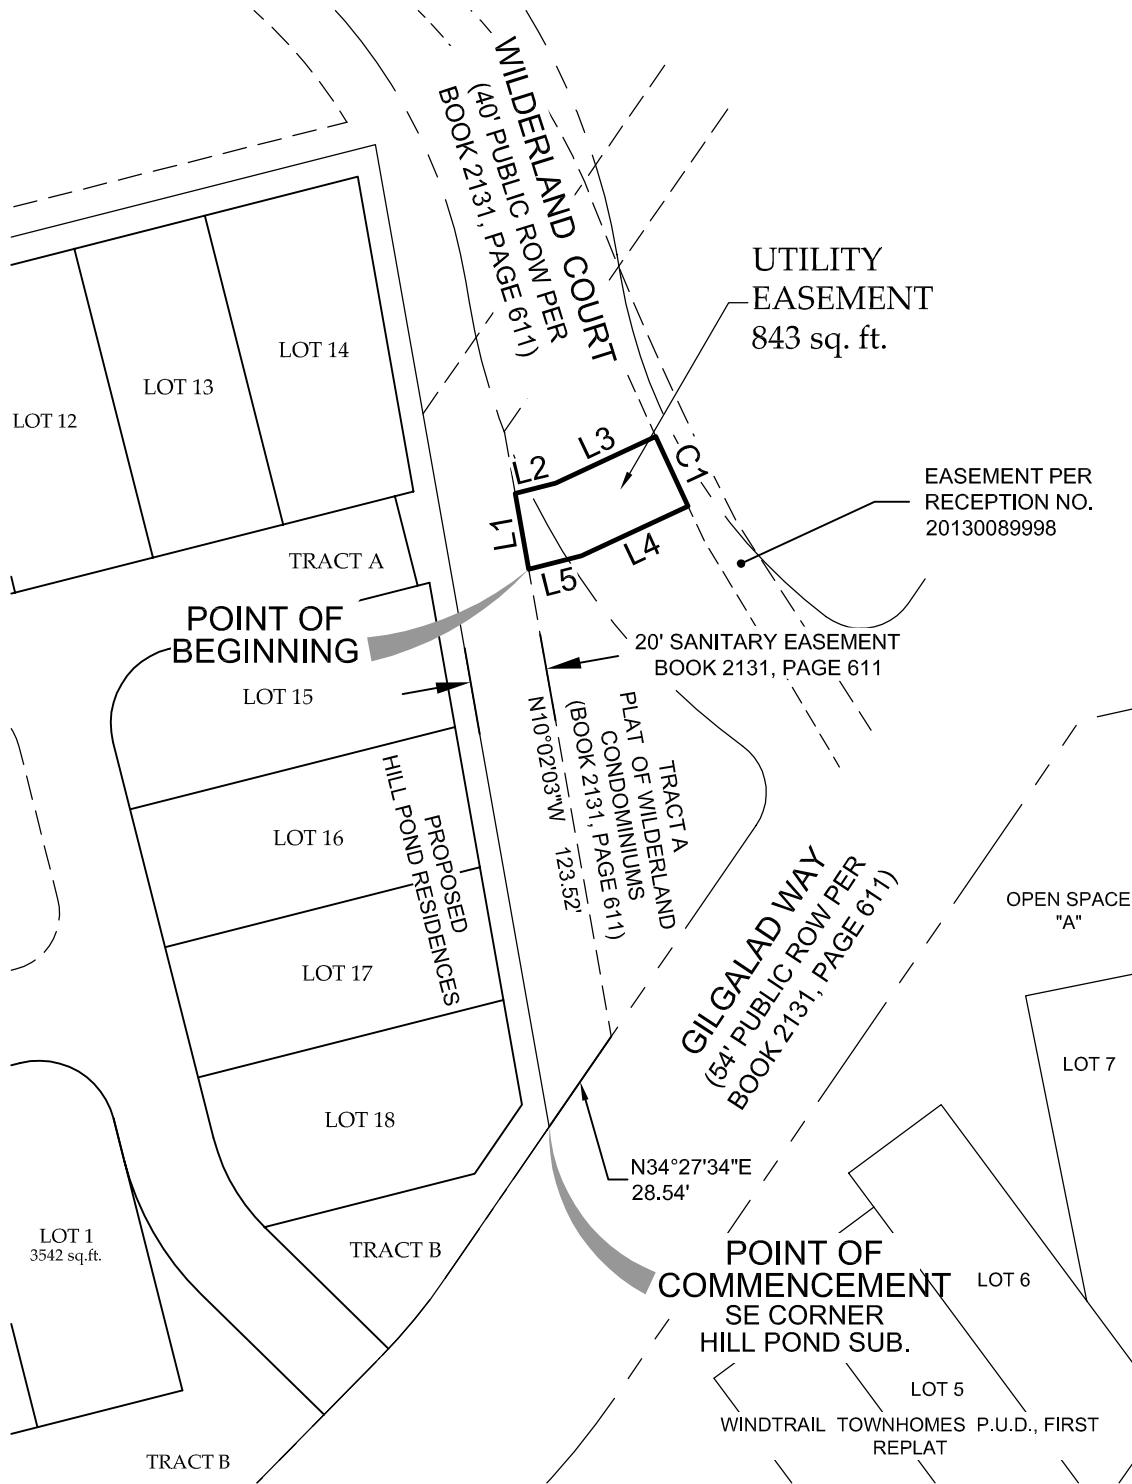 WILDERLAND COURT
(40' PUBLIC ROW PER
BOOK 2131, PAGE 611)
UTILITY
EASEMENT
843 sq. ft.
LOT 14
LOT 13
LOT 12
L2
L3
C1
L1
L4
L5
EASEMENT PER
RECEPTION NO.
20130089998
TRACT A
POINT OF
BEGINNING
20' SANITARY EASEMENT
BOOK 2131, PAGE 611
LOT 15
TRACT A
PLAT OF WILDERLAND
CONDOMINIUMS
(BOOK 2131, PAGE 611)
N10°02'03"W 123.52'
PROPOSED
HILL POND RESIDENCES
LOT 16
LOT 17
GILGALAD WAY
(54' PUBLIC ROW PER
BOOK 2131, PAGE 611)
OPEN SPACE
"A"
LOT 7
LOT 18
N34°27'34"E
28.54'
LOT 1
3542 sq.ft.
TRACT B
POINT OF
COMMENCEMENT
SE CORNER
HILL POND SUB.
LOT 6
LOT 5
WINDTRAIL TOWNHOMES P.U.D., FIRST
REPLAT
TRACT B